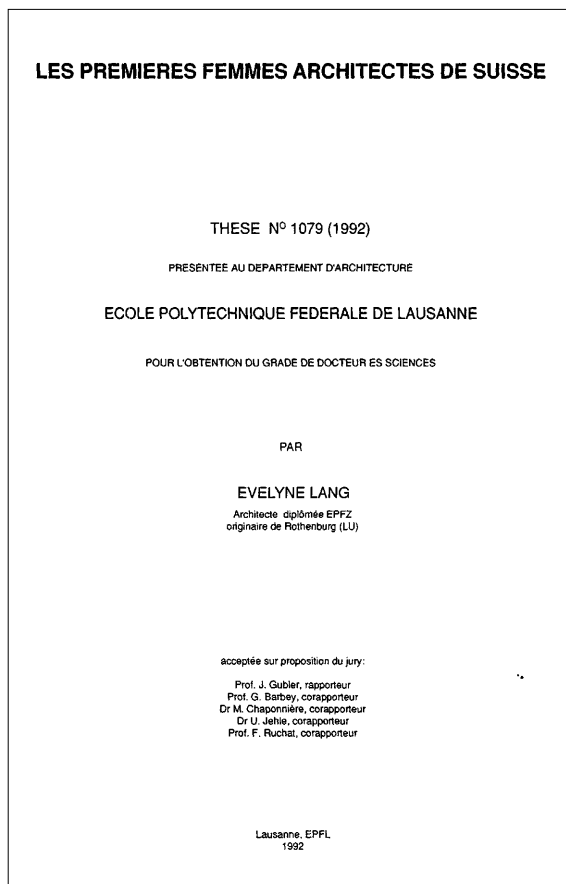 LES PREMIERES FEMMES ARCHITECTES DE SUISSE
THESE N° 1079 (1992)
PRESENTEE AU DEPARTEMENT D'ARCHITECTURE
ECOLE POLYTECHNIQUE FEDERALE DE LAUSANNE
POUR L'OBTENTION DU GRADE DE DOCTEUR ES SCIENCES
PAR
EVELYNE LANG
Architecte diplômée EPFZ
originaire de Rothenburg (LU)
acceptée sur proposition du jury:
Prof. J. Gubler, rapporteur
Prof. G. Barbey, corapporteur
Dr M. Chaponnière, corapporteur
Dr U. Jehle, corapporteur
Prof. F. Ruchat, corapporteur
Lausanne, EPFL
1992